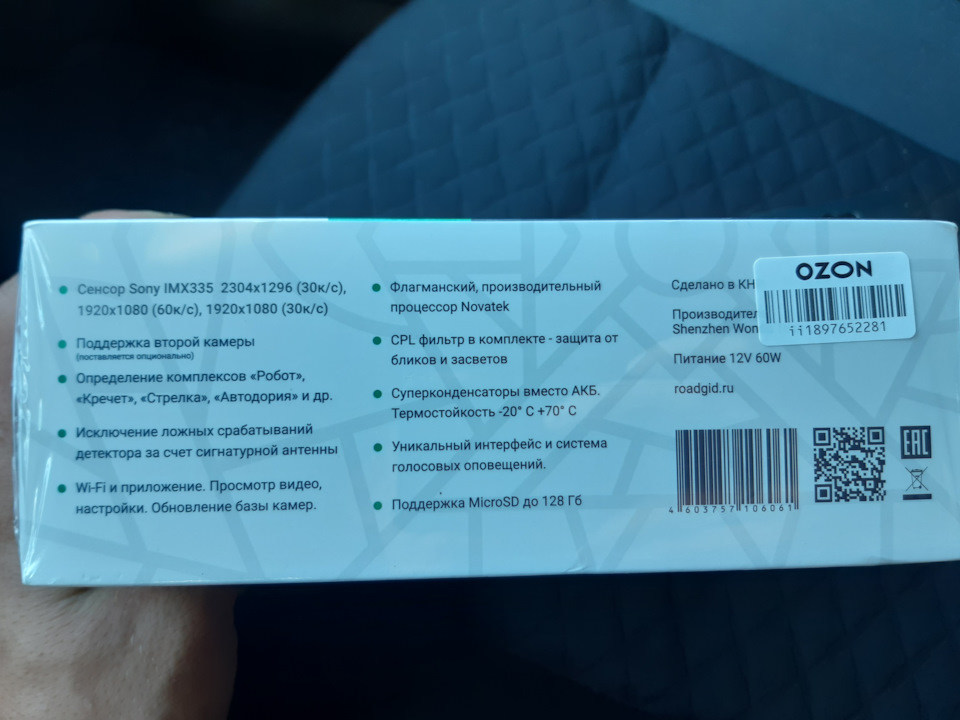 Сенсор Sony IMX335 2304x1296 (30к/с),
1920x1080 (60к/с), 1920x1080 (30к/с)
Поддержка второй камеры
(поставляется опционально)
Определение комплексов «Робот»,
«Кречет», «Стрелка», «Автодория» и др.
Исключение ложных срабатываний
детектора за счет сигнатурной антенны
Wi-Fi и приложение. Просмотр видео,
настройки. Обновление базы камер.
Флагманский, производительный
процессор Novatek
CPL фильтр в комплекте - защита от
бликов и засветов
Суперконденсаторы вместо АКБ.
Термостойкость -20° C +70° C
Уникальный интерфейс и система
голосовых оповещений.
Поддержка MicroSD до 128 Гб
Сделано в
Shenzhen
Питание 12V 60W
roadgid.ru
OZON
ii1897652281
4 603757 106061
EAC